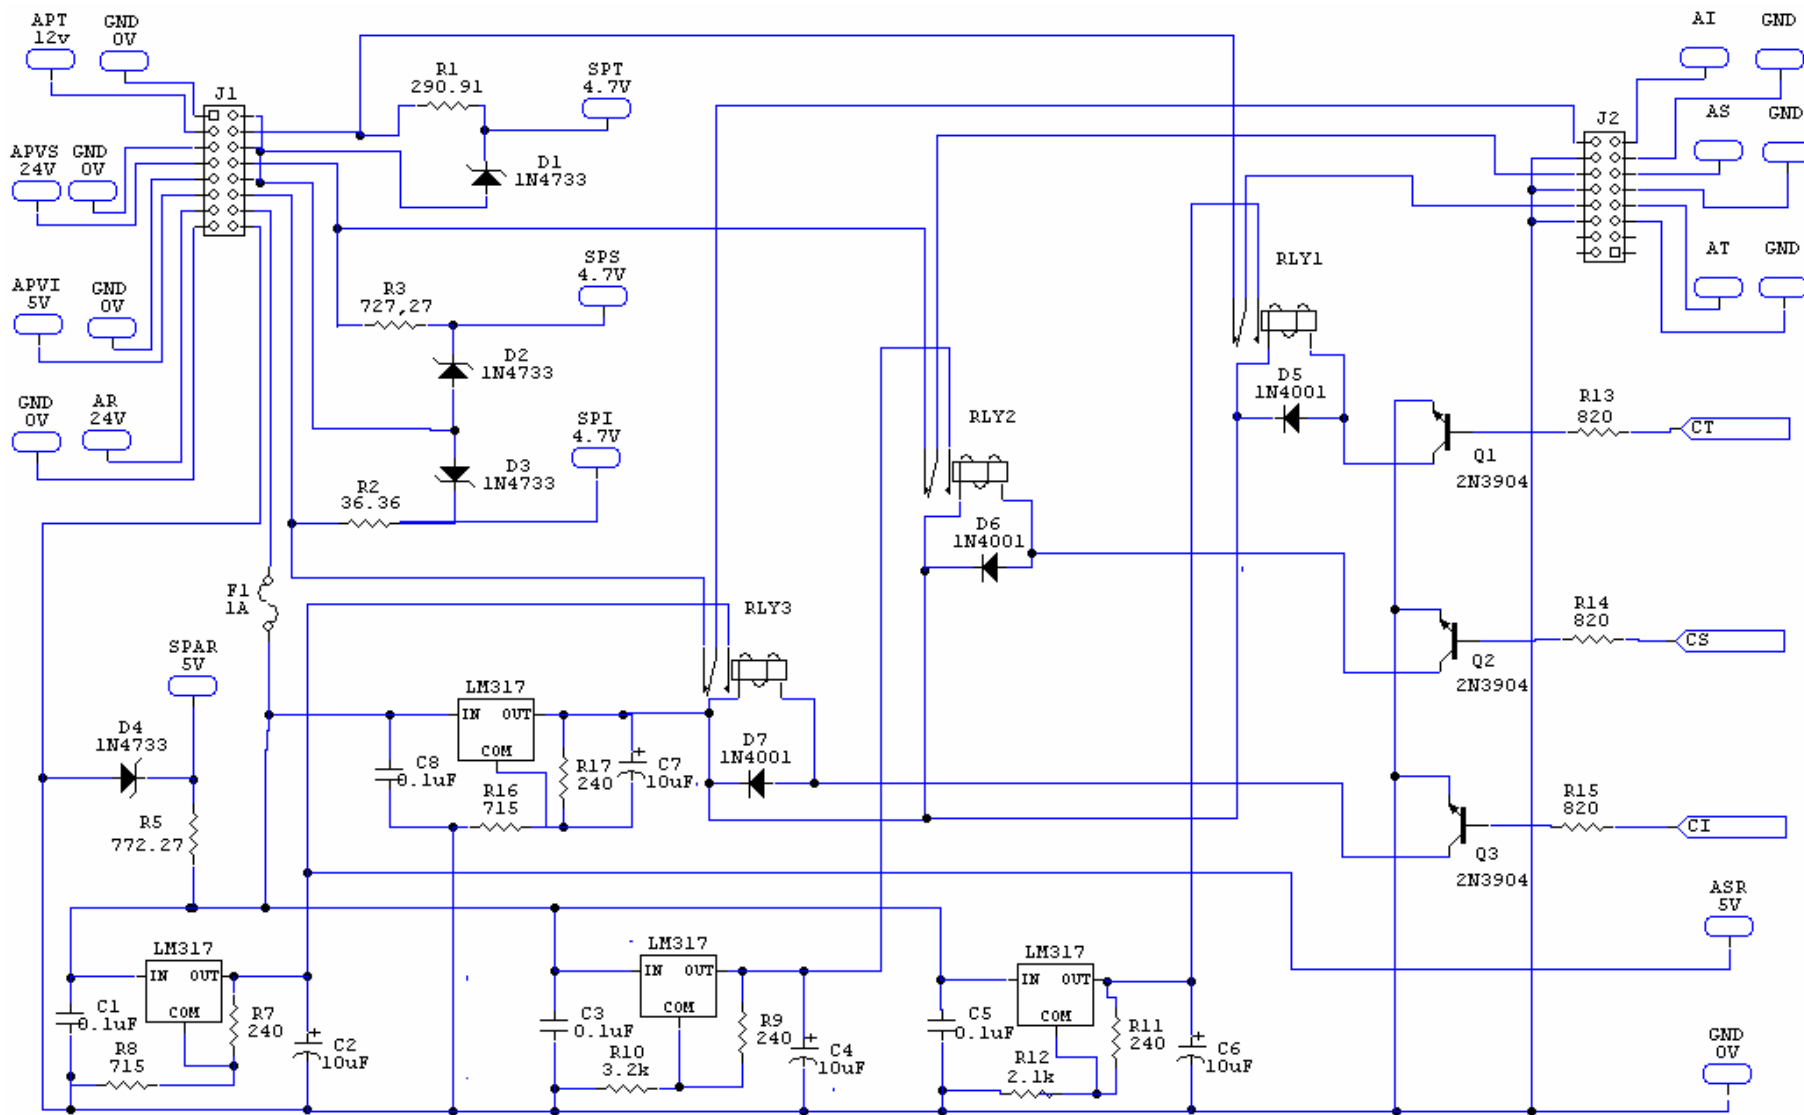 APT
12v
GND
0V
J1
R1
290.91
SPT
4.7V
D1
1N4733
AI
GND
J2
AS
GND
AT
GND
APVS
24V
GND
0V
APVI
5V
GND
0V
GND
0V
AR
24V
SPS
4.7V
R3
727,27
D2
1N4733
SPI
4.7V
D3
1N4733
R2
36.36
RLY1
D5
1N4001
RLY2
D6
1N4001
RLY3
D7
1N4001
R13
820
CT
Q1
2N3904
R14
820
CS
Q2
2N3904
R15
820
CI
Q3
2N3904
F1
1A
SPAR
5V
D4
1N4733
R5
772.27
LM317
IN OUT
COM
C8
0.1uF
R16
715
R17
240
C7
10uF
ASR
5V
LM317
IN OUT
COM
C1
0.1uF
R7
240
R8
715
C2
10uF
LM317
IN OUT
COM
C3
0.1uF
R9
240
R10
3.2k
C4
10uF
LM317
IN OUT
COM
C5
0.1uF
R11
240
R12
2.1k
C6
10uF
GND
0V